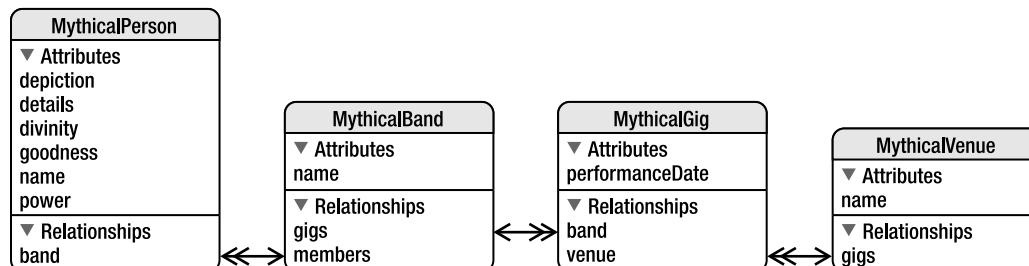 MythicalPerson
▼ Attributes
depiction
details
divinity
goodness
name
power
▼ Relationships
band
MythicalBand
▼ Attributes
name
▼ Relationships
gigs
members
MythicalGig
▼ Attributes
performanceDate
▼ Relationships
band
venue
MythicalVenue
▼ Attributes
name
▼ Relationships
gigs